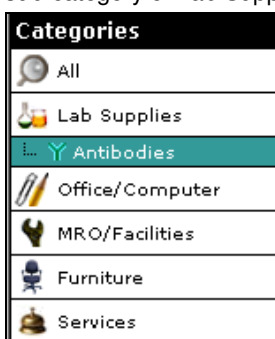 Categories
All
Lab Supplies
Antibodies
Office/Computer
MRO/Facilities
Furniture
Services